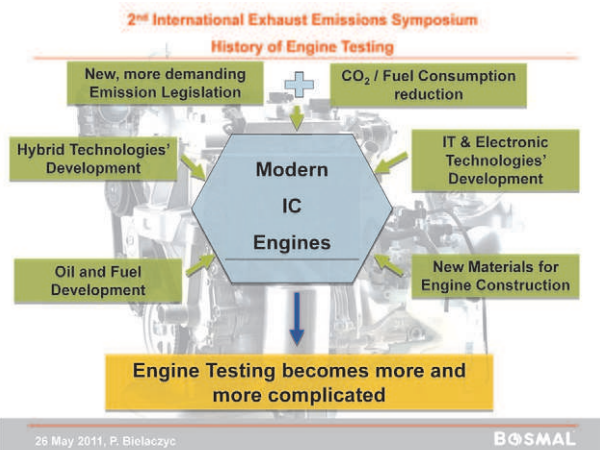 2nd International Exhaust Emissions Symposium
History of Engine Testing
New, more demanding
Emission Legislation
CO₂ / Fuel Consumption
reduction
Hybrid Technologies’
Development
IT & Electronic
Technologies’
Development
Modern
IC
Engines
Oil and Fuel
Development
New Materials for
Engine Construction
Engine Testing becomes more and
more complicated
26 May 2011, P. Bielaczyc
BOSMAL